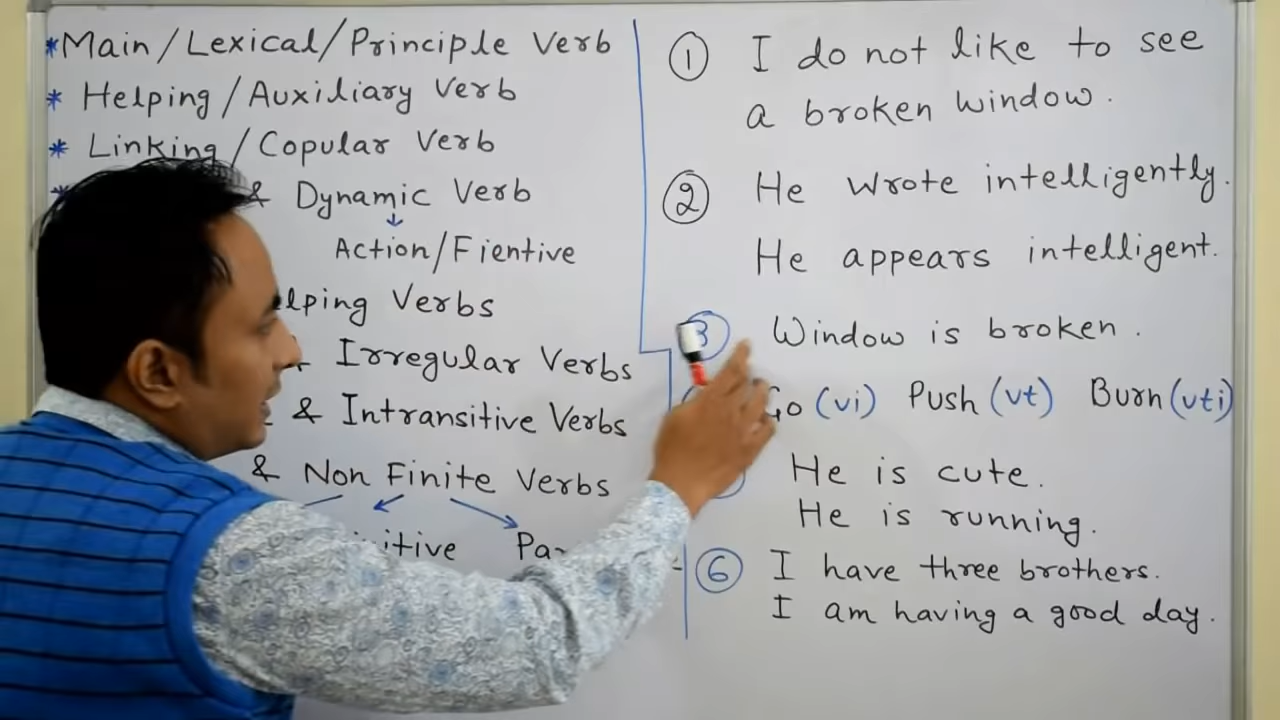 *Main/Lexical/Principle Verb
* Helping/Auxiliary Verb
* Linking/Copular Verb
& Dynamic Verb
Action/Fientive
Verbs
Irregular Verbs
& Intransitive Verbs
& Non Finite Verbs
1 I do not like to see
a broken window.
2 He wrote intelligently.
He appears intelligent.
3 Window is broken.
(vi) Push (vt) Burn (vti)
He is cute.
He is running.
6 I have three brothers.
I am having a good day.